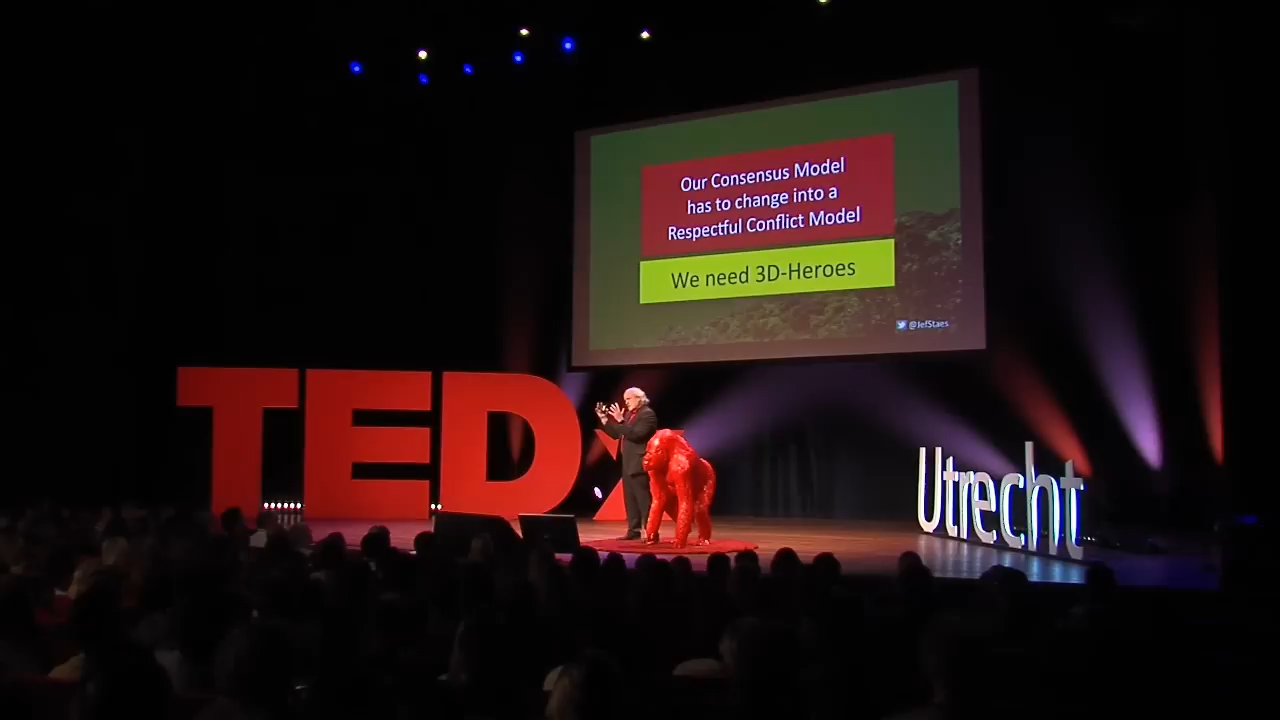 Our Consensus Model
has to change into a
Respectful Conflict Model
We need 3D-Heroes
@JefStaes
TEDx
Utrecht